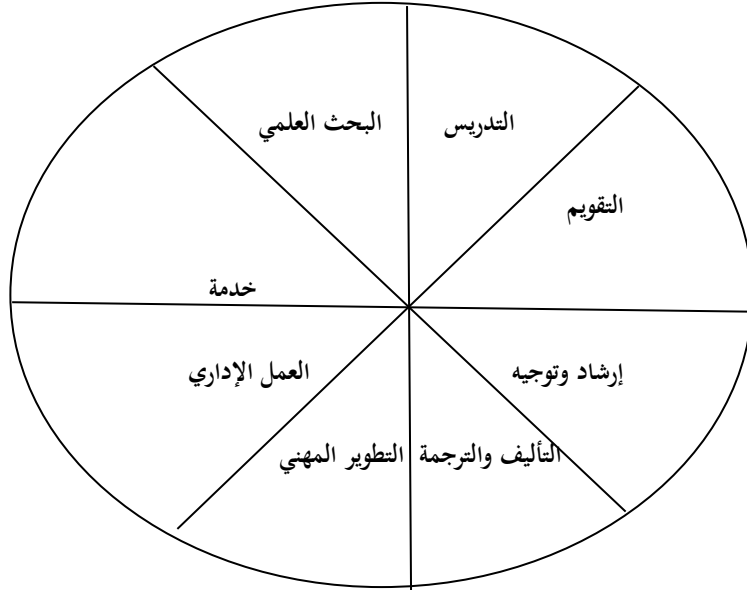 البحث العلمي
التدريس
التقويم
خدمة
العمل الإداري
إرشاد وتوجيه
التطوير المهني
التأليف والترجمة